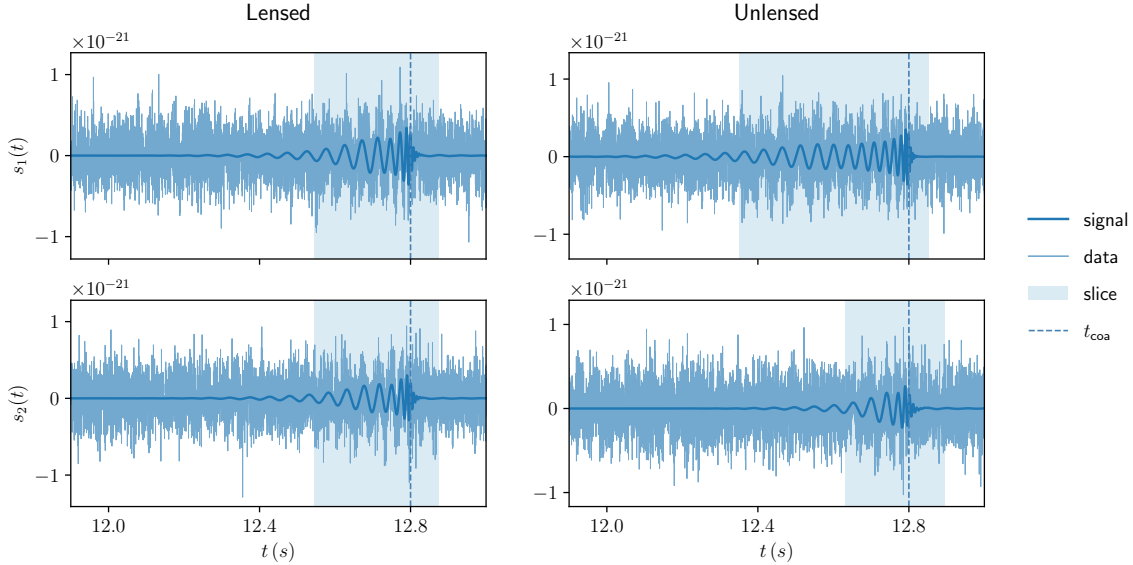 Lensed
Unlensed
×10−21
×10−21
1
0
−1
s1(t)
1
0
−1
×10−21
×10−21
1
0
−1
s2(t)
1
0
−1
12.0 12.4 12.8
12.0 12.4 12.8
t (s)
t (s)
signal
data
slice
tcoa